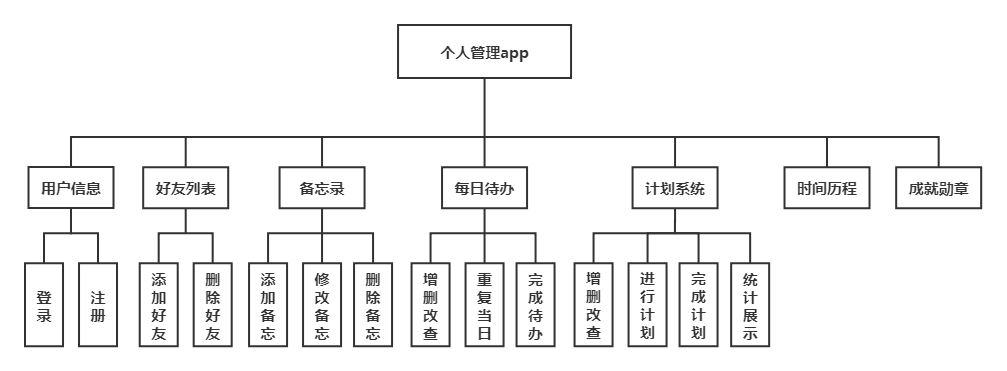 个人管理app
用户信息
好友列表
备忘录
每日待办
计划系统
时间历程
成就勋章
登录
注册
添加好友
删除好友
添加备忘
修改备忘
删除备忘
增删改查
重复当日
完成待办
增删改查
进行计划
完成计划
统计展示